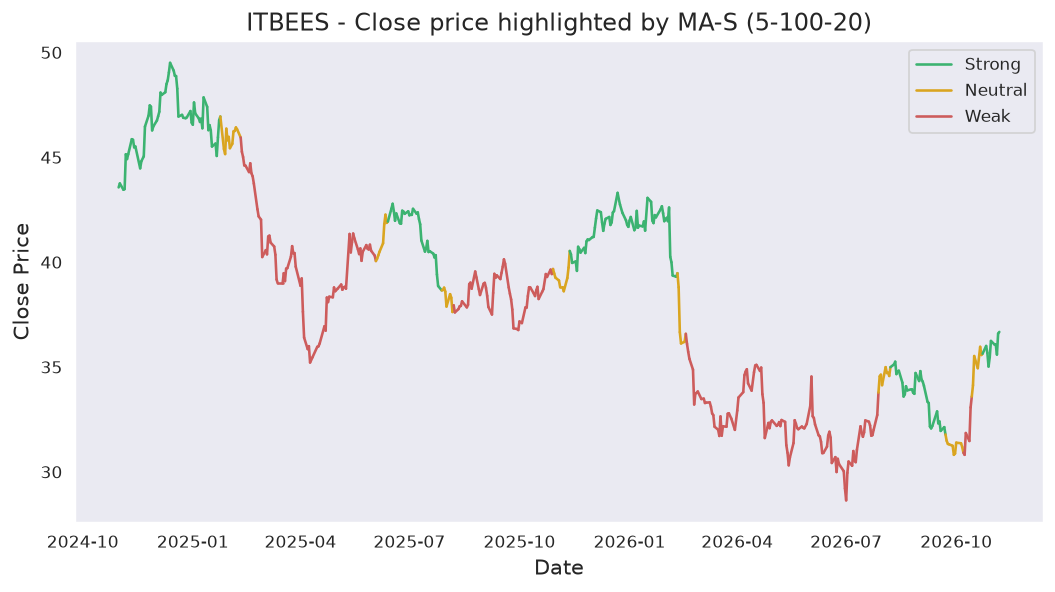 ITBEES - Close price highlighted by MA-S (5-100-20)
Strong
Neutral
Weak
Close Price
50
45
40
35
30
2024-10 2025-01 2025-04 2025-07 2025-10 2026-01 2026-04 2026-07 2026-10
Date